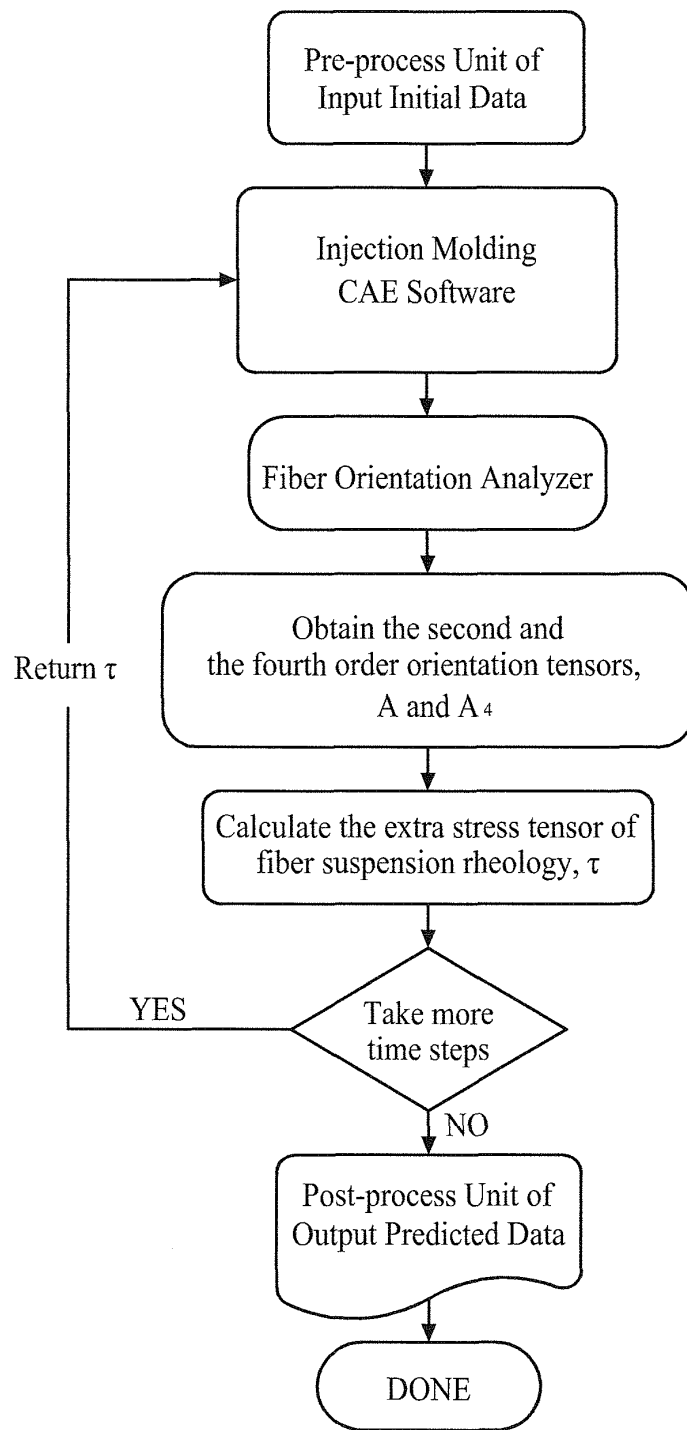 Pre-process Unit of
Input Initial Data
Injection Molding
CAE Software
Fiber Orientation Analyzer
Obtain the second and
the fourth order orientation tensors,
A and A₄
Return τ
Calculate the extra stress tensor of
fiber suspension rheology, τ
YES
Take more
time steps
NO
Post-process Unit of
Output Predicted Data
DONE